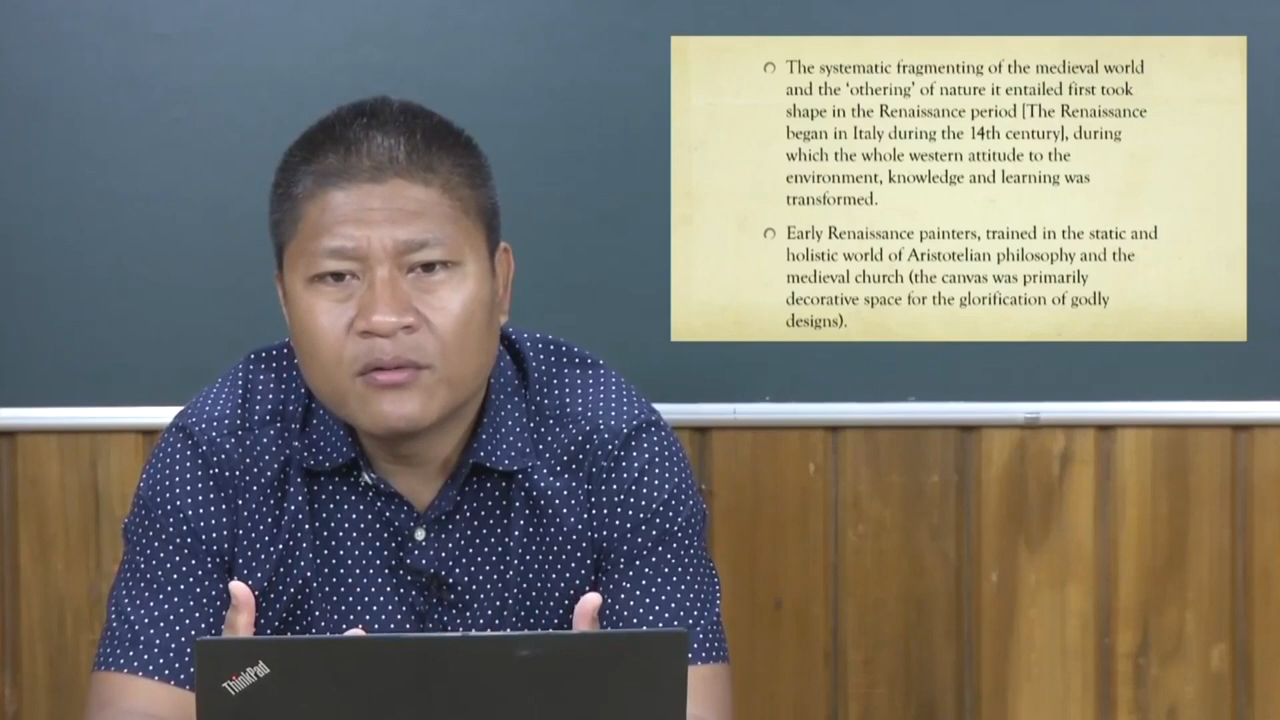 The systematic fragmenting of the medieval world
and the ‘othering’ of nature it entailed first took
shape in the Renaissance period [The Renaissance
began in Italy during the 14th century], during
which the whole western attitude to the
environment, knowledge and learning was
transformed.
Early Renaissance painters, trained in the static and
holistic world of Aristotelian philosophy and the
medieval church (the canvas was primarily
decorative space for the glorification of godly
designs).
ThinkPad